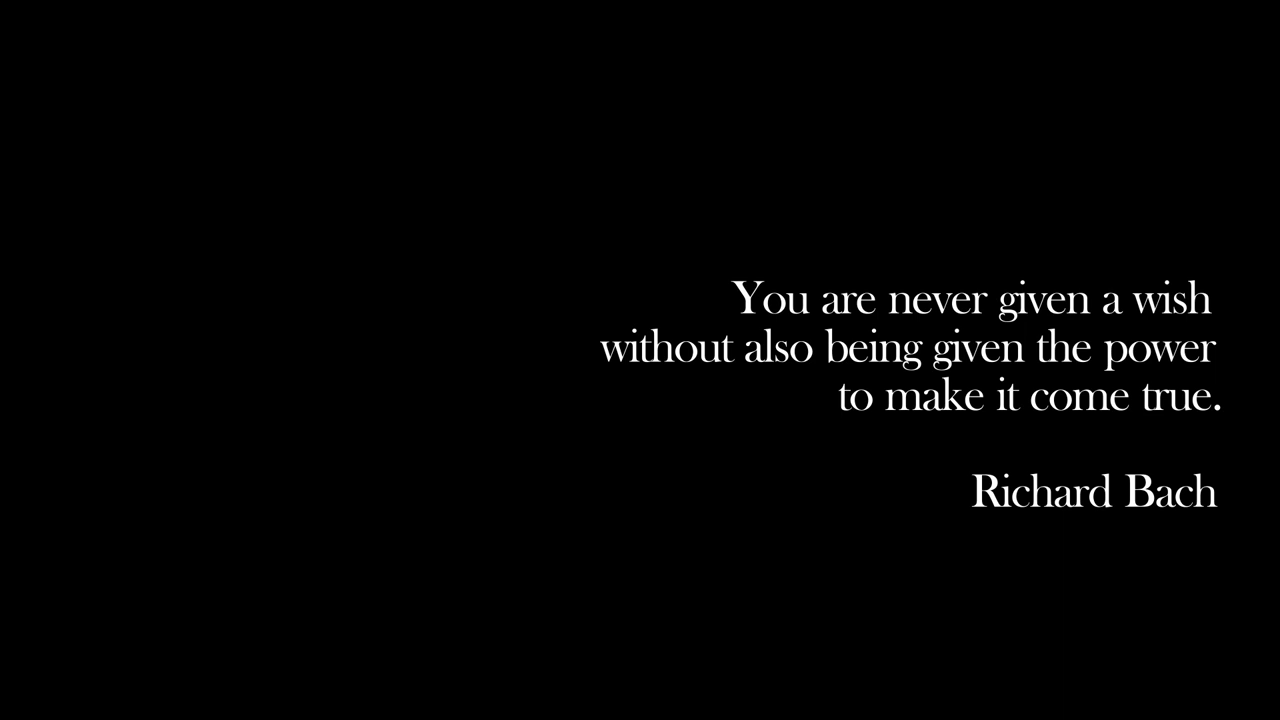 You are never given a wish
without also being given the power
to make it come true.
Richard Bach